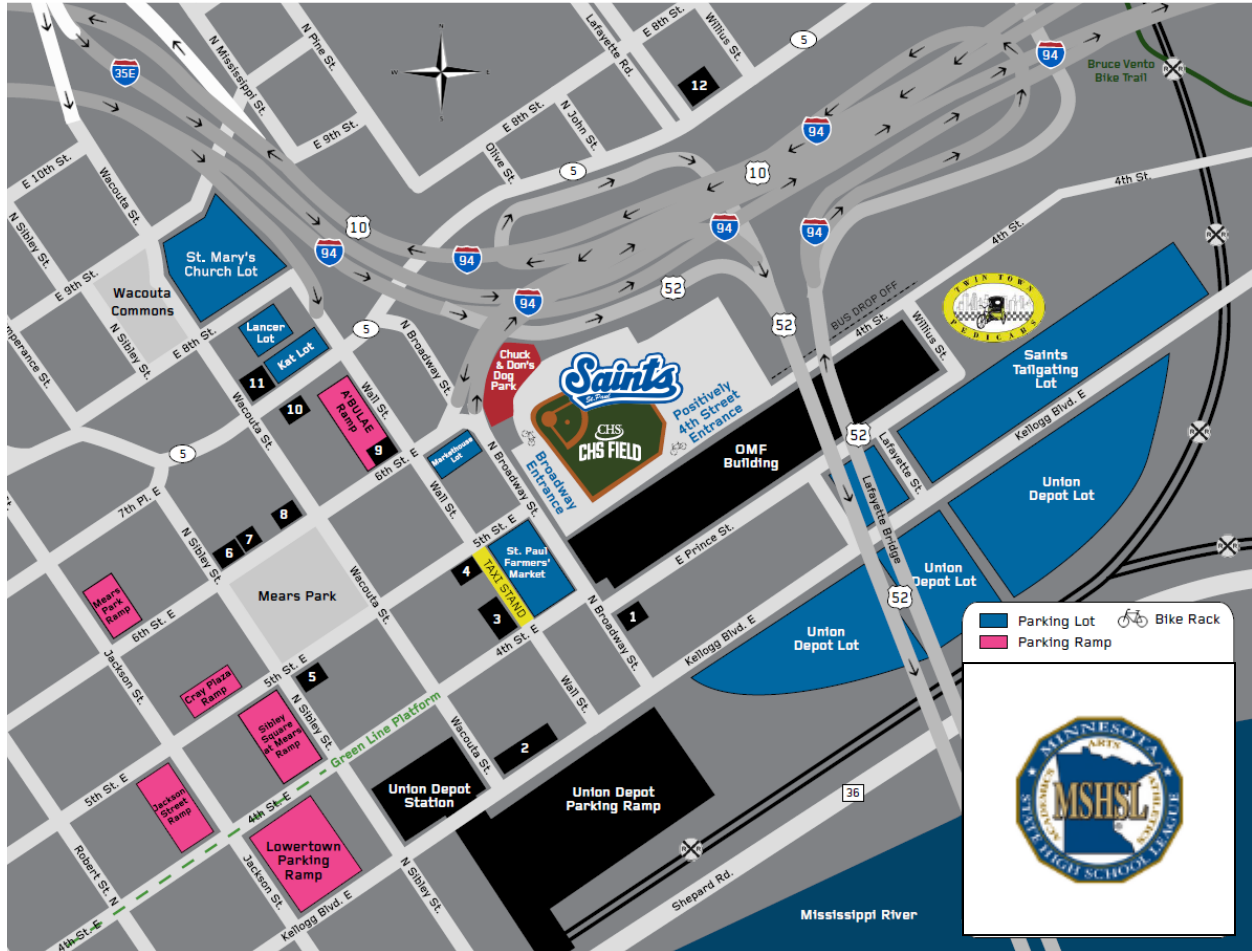 N Mississippi St.
N Pine St.
Lafayette Rd.
E 8th St.
Willius St.
5
35E
N
W
E
S
94
Bruce Vento
Bike Trail
12
E 9th St.
E 8th St.
N John St.
Olive St.
94
5
10
E 10th St.
Wacouta St.
N Sibley St.
4th St.
10
94
94
94
94
St. Mary's
Church Lot
4th St.
E 9th St.
Wacouta
Commons
N Sibley St.
94
52
52
BUS DROP OFF
TWIN TOWN
PEDICABS
Lancer
Lot
Kat Lot
5
N Broadway St.
4th St.
Willius St.
E 8th St.
Chuck
& Don's
Dog
Park
Saints
St. Paul
Saints
Tailgating
Lot
11
10
A'BULAE
Ramp
Wall St.
Wacouta St.
Positively
4th Street
Entrance
CHS
CHS FIELD
Kellogg Blvd. E
9
6th St. E
Markethouse
Lot
N Broadway St.
Broadway
Entrance
OMF
Building
52
Lafayette St.
5
Union
Depot Lot
7th Pl. E
Wall St.
Lafayette Bridge
8
7
6
N Sibley St.
5th St. E
St. Paul
Farmers'
Market
E Prince St.
TAXI STAND
4
Union
Depot Lot
Mears
Park
Ramp
Mears Park
Wacouta St.
3
N Broadway St.
1
52
6th St. E
4th St. E
Kellogg Blvd. E
Union
Depot Lot
Parking Lot
Bike Rack
Parking Ramp
Jackson St.
5th St. E
5
Cray Plaza
Ramp
N Sibley St.
Wall St.
Green Line Platform
Sibley
Square
at Mears
Ramp
Wacouta St.
2
5th St. E
Jackson
Street
Ramp
4th St. E
Union Depot
Station
Union Depot
Parking Ramp
36
MINNESOTA
STATE HIGH SCHOOL LEAGUE
ARTS
ACADEMICS
ATHLETICS
MSHSL
Lowertown
Parking
Ramp
Robert St. N
Jackson St.
N Sibley St.
Shepard Rd.
4th St. E
Kellogg Blvd. E
Mississippi River